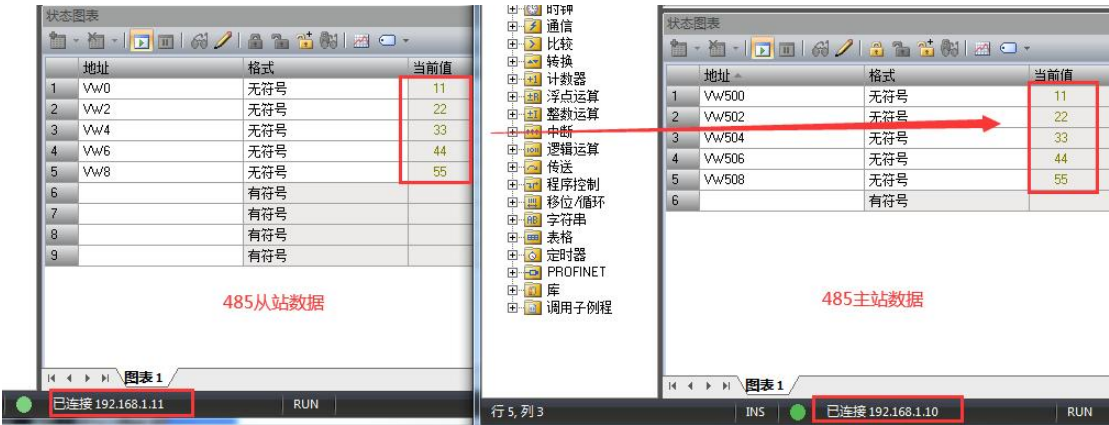 状态图表
地址 格式 当前值
1 VW0 无符号 11
2 VW2 无符号 22
3 VW4 无符号 33
4 VW6 无符号 44
5 VW8 无符号 55
6 有符号
7 有符号
8 有符号
9 有符号
485从站数据
图表 1
已连接 192.168.1.11 RUN
时钟
通信
比较
转换
计数器
浮点运算
整数运算
中断
逻辑运算
传送
程序控制
移位/循环
字符串
表格
定时器
PROFINET
库
调用子例程
状态图表
地址 格式 当前值
1 VW500 无符号 11
2 VW502 无符号 22
3 VW504 无符号 33
4 VW506 无符号 44
5 VW508 无符号 55
6 有符号
485主站数据
图表 1
行 5, 列 3 INS 已连接 192.168.1.10 RUN